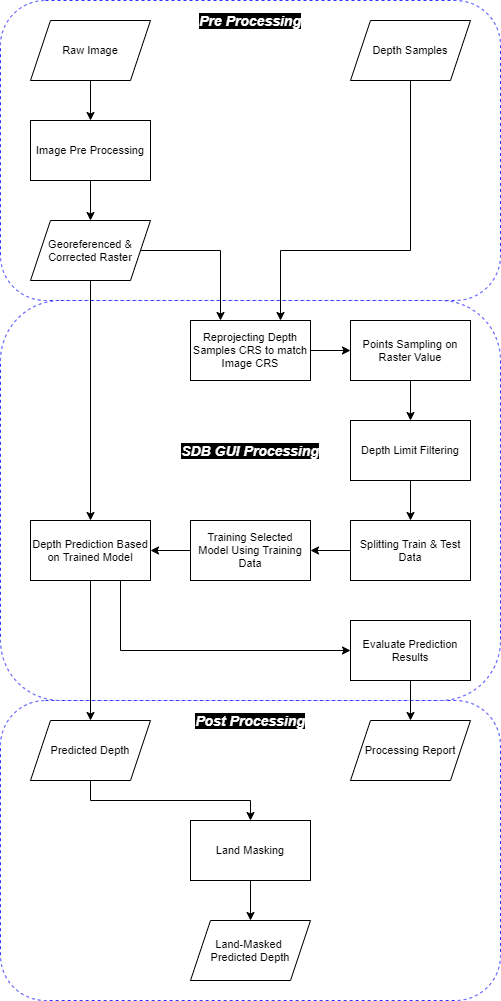 Pre Processing
Raw Image
Depth Samples
Image Pre Processing
Georeferenced &
Corrected Raster
Reprojecting Depth
Samples CRS to match
Image CRS
Points Sampling on
Raster Value
SDB GUI Processing
Depth Limit Filtering
Depth Prediction Based
on Trained Model
Training Selected
Model Using Training
Data
Splitting Train & Test
Data
Evaluate Prediction
Results
Post Processing
Predicted Depth
Processing Report
Land Masking
Land-Masked
Predicted Depth